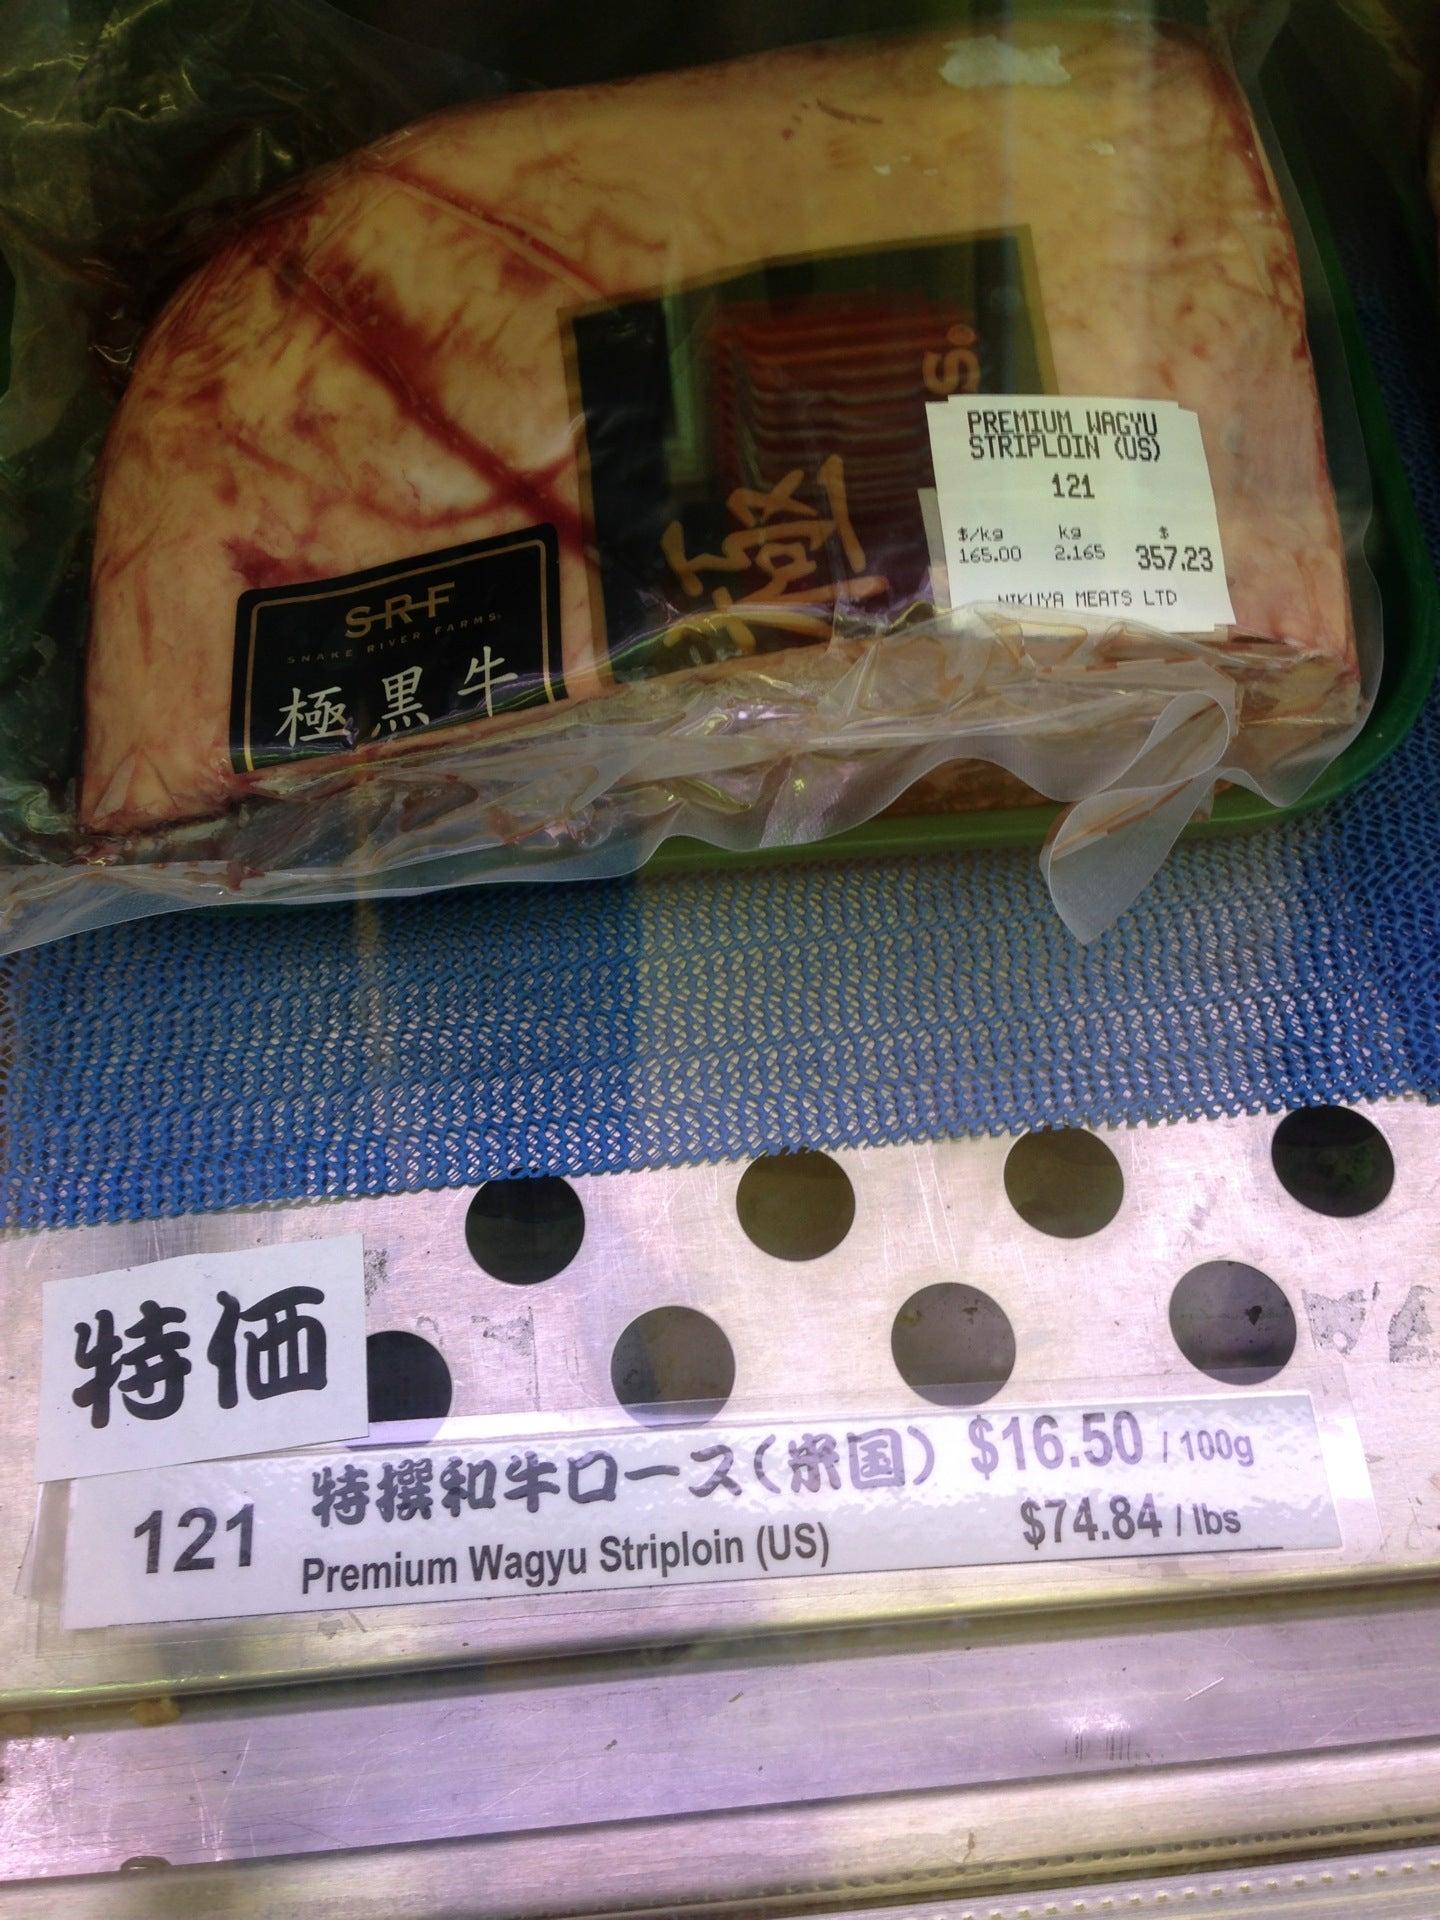 S.
極
PREMIUM WAGYU
STRIPLOIN (US)
121
$/kg kg $
165.00 2.165 357.23
NIKUYA MEATS LTD
SRF
SNAKE RIVER FARMS
極黒牛
特価
121
特撰和牛ロース(米国) $16.50 / 100g
Premium Wagyu Striploin (US) $74.84 / lbs